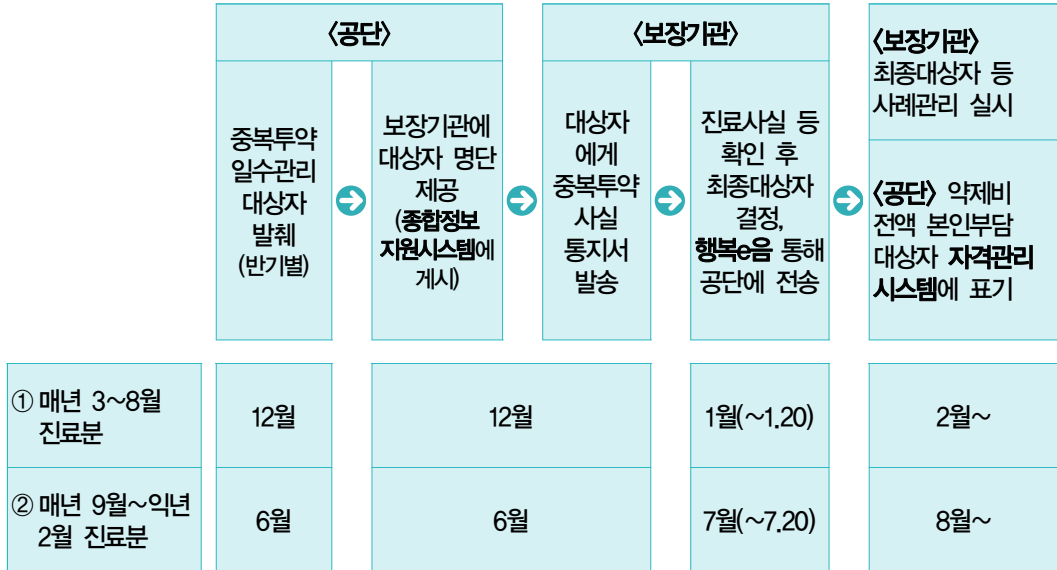 〈공단〉
중복투약
일수관리
대상자
발췌
(반기별)
보장기관에
대상자 명단
제공
(종합정보
지원시스템에
게시)
〈보장기관〉
대상자
에게
중복투약
사실
통지서
발송
진료사실 등
확인 후
최종대상자
결정,
행복e음 통해
공단에 전송
〈보장기관〉
최종대상자 등
사례관리 실시
〈공단〉 약제비
전액 본인부담
대상자 자격관리
시스템에 표기
① 매년 3~8월
진료분
12월
12월
1월(~1.20)
2월~
② 매년 9월~익년
2월 진료분
6월
6월
7월(~7.20)
8월~